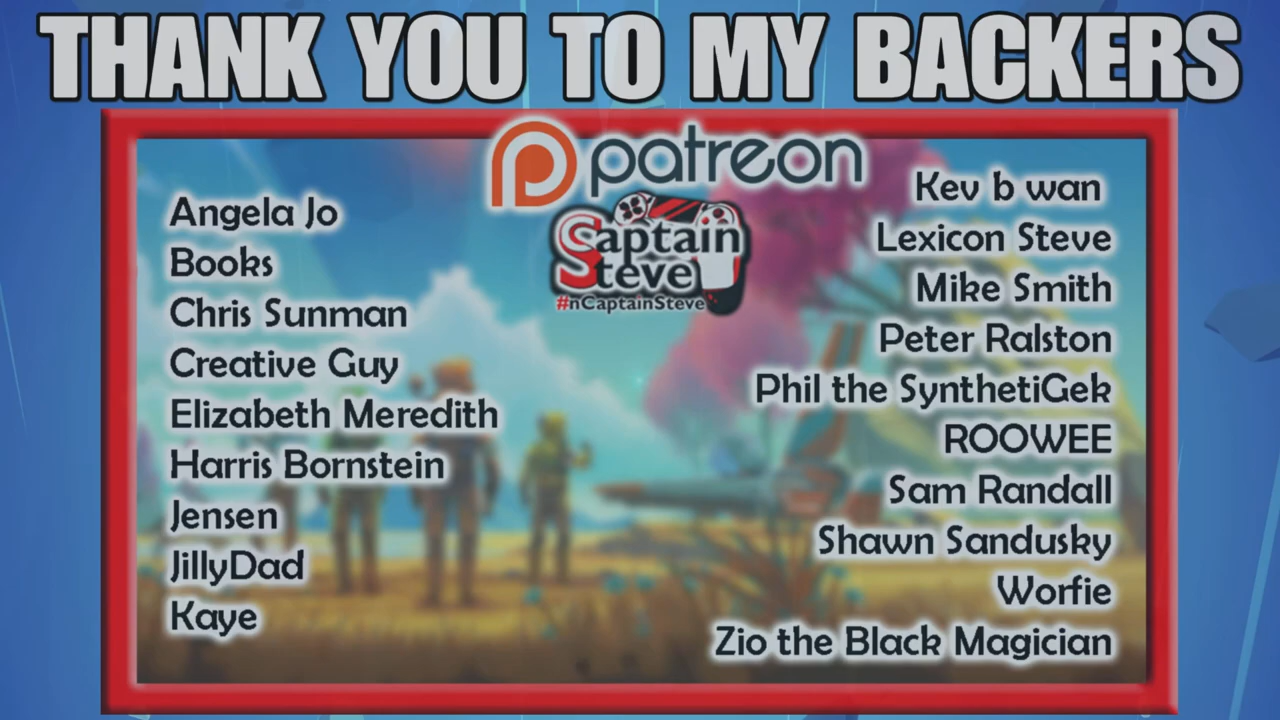 THANK YOU TO MY BACKERS
patreon
Captain
Steve
#nCaptainSteve
Angela Jo
Books
Chris Sunman
Creative Guy
Elizabeth Meredith
Harris Bornstein
Jensen
JillyDad
Kaye
Kev b wan
Lexicon Steve
Mike Smith
Peter Ralston
Phil the SynthetiGek
ROOWEE
Sam Randall
Shawn Sandusky
Worfie
Zio the Black Magician